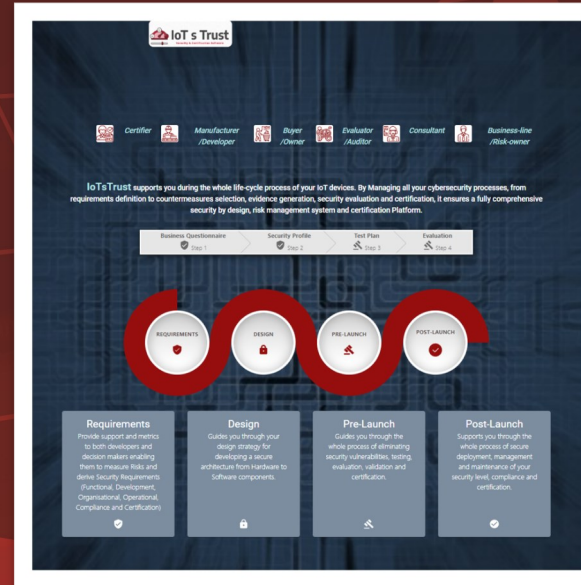 IoT s Trust
Certifier
Manufacturer
/Developer
Buyer
/Owner
Evaluator
/Auditor
Consultant
Business-line
/Risk-owner
IoTsTrust supports you during the whole life-cycle process of your IoT devices. By Managing all your cybersecurity processes, from
requirements definition to countermeasures selection, evidence generation, security evaluation and certification, it ensures a fully comprehensive
security by design, risk management system and certification Platform.
Business Questionnaire
Step 1
Security Profile
Step 2
Test Plan
Step 3
Evaluation
Step 4
REQUIREMENTS
DESIGN
PRE-LAUNCH
POST-LAUNCH
Requirements
Provide support and metrics
to both developers and
decision makers enabling
them to measure Risks and
derive Security Requirements
(Functional, Development,
Organisational, Operational,
Compliance and Certification)
Design
Guides you through your
design strategy for
developing a secure
architecture from Hardware to
Software components.
Pre-Launch
Guides you through the
whole process of eliminating
security vulnerabilities, testing,
evaluation, validation and
certification.
Post-Launch
Supports you through the
whole process of secure
deployment, management
and maintenance of your
security level, compliance and
certification.